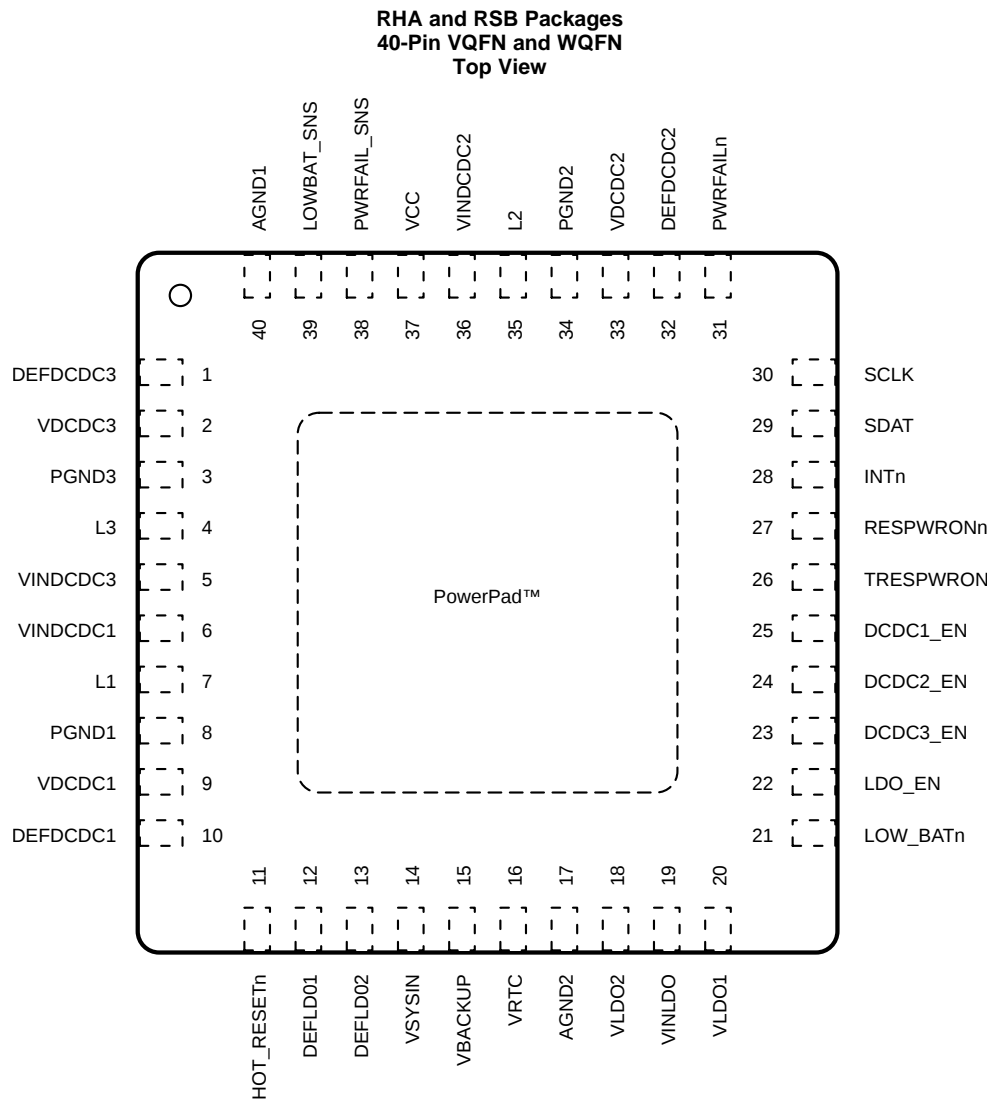 RHA and RSB Packages
40-Pin VQFN and WQFN
Top View
AGND1
LOWBAT_SNS
PWRFAIL_SNS
VCC
VINDCDC2
L2
PGND2
VDCDC2
DEFDCDC2
PWRFAILn
40
39
38
37
36
35
34
33
32
31
DEFDCDC3 1
VDCDC3 2
PGND3 3
L3 4
VINDCDC3 5
VINDCDC1 6
L1 7
PGND1 8
VDCDC1 9
DEFDCDC1 10
PowerPad™
30 SCLK
29 SDAT
28 INTn
27 RESPWRONn
26 TRESPWRON
25 DCDC1_EN
24 DCDC2_EN
23 DCDC3_EN
22 LDO_EN
21 LOW_BATn
11
12
13
14
15
16
17
18
19
20
HOT_RESETn
DEFLD01
DEFLD02
VSYSIN
VBACKUP
VRTC
AGND2
VLDO2
VINLDO
VLDO1